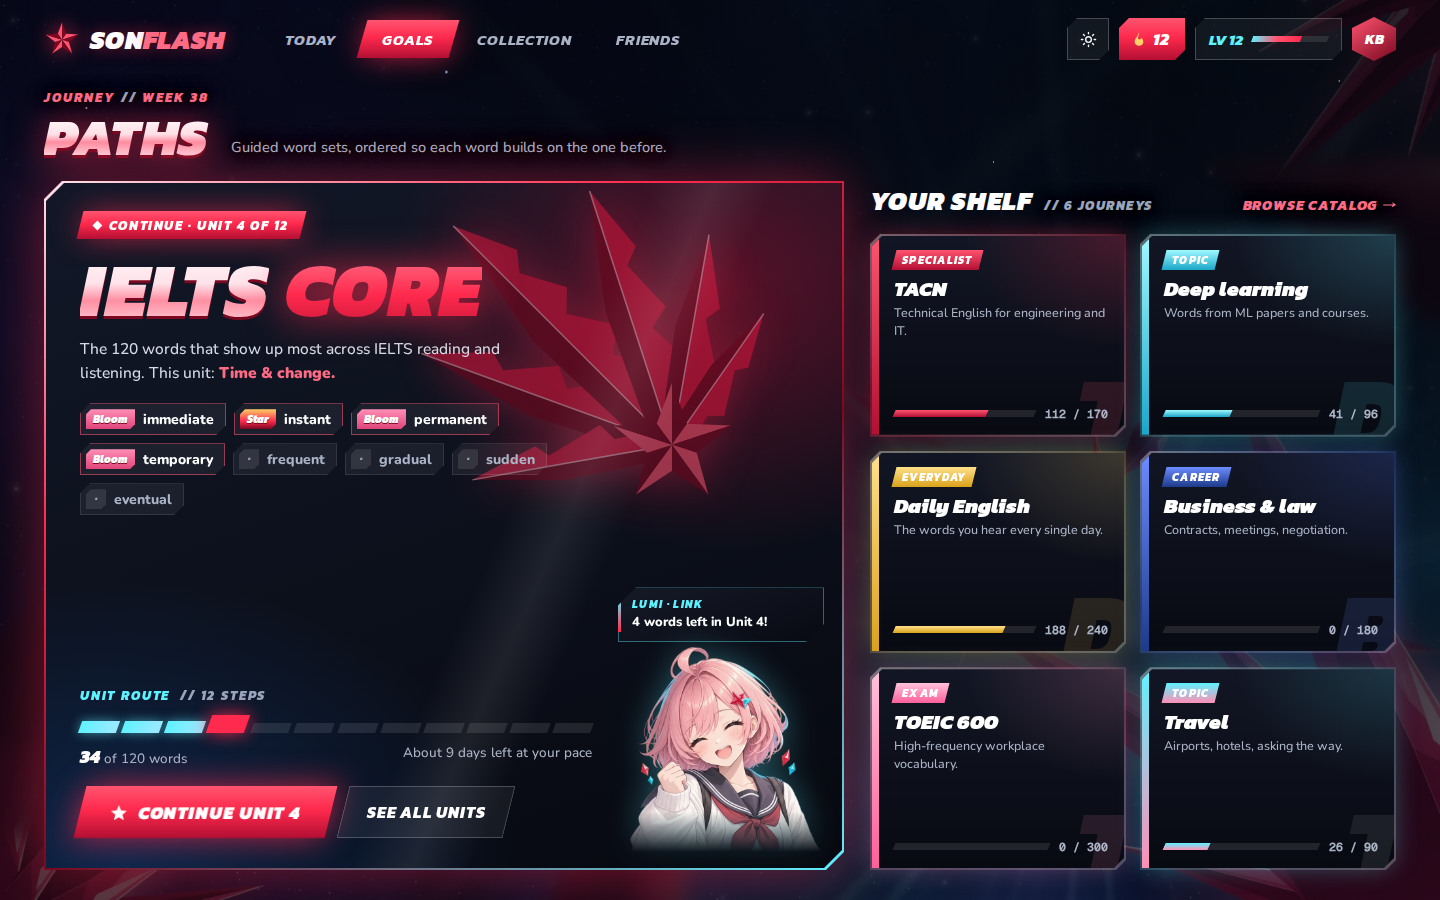 SONFLASH
TODAY
GOALS
COLLECTION
FRIENDS
12
LV 12
KB
JOURNEY // WEEK 38
PATHS
Guided word sets, ordered so each word builds on the one before.
CONTINUE · UNIT 4 OF 12
IELTS CORE
The 120 words that show up most across IELTS reading and
listening. This unit: Time & change.
Bloom immediate
Star instant
Bloom permanent
Bloom temporary
frequent
gradual
sudden
eventual
LUMI · LINK
4 words left in Unit 4!
UNIT ROUTE // 12 STEPS
34 of 120 words
About 9 days left at your pace
CONTINUE UNIT 4
SEE ALL UNITS
YOUR SHELF // 6 JOURNEYS
BROWSE CATALOG →
SPECIALIST
TACN
Technical English for engineering and
IT.
T
112 / 170
TOPIC
Deep learning
Words from ML papers and courses.
D
41 / 96
EVERYDAY
Daily English
The words you hear every single day.
D
188 / 240
CAREER
Business & law
Contracts, meetings, negotiation.
B
0 / 180
EXAM
TOEIC 600
High-frequency workplace
vocabulary.
T
0 / 300
TOPIC
Travel
Airports, hotels, asking the way.
T
26 / 90